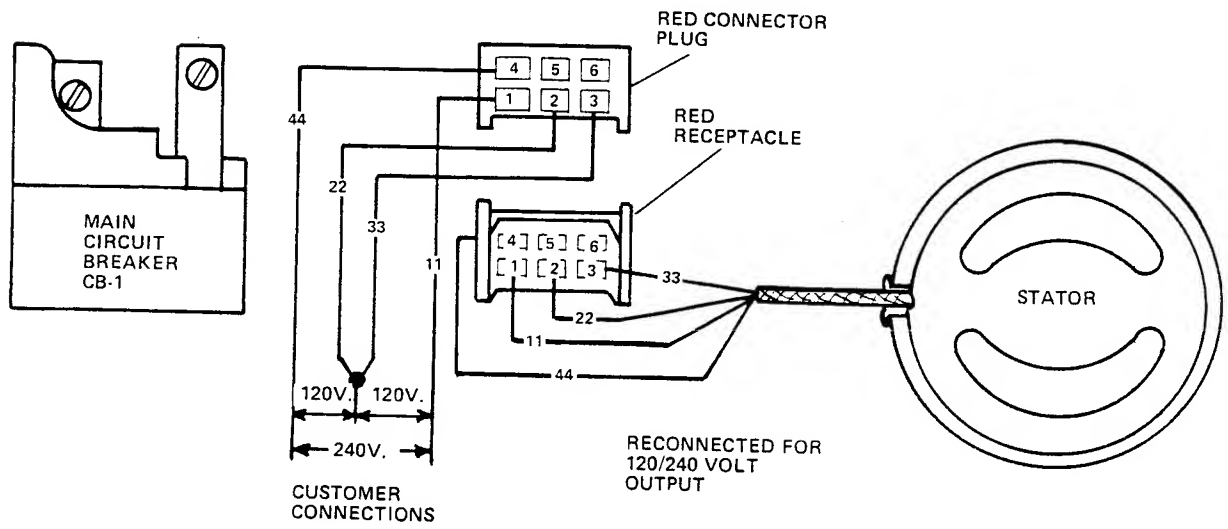 RED CONNECTOR
PLUG
4 5 6
1 2 3
44
RED
RECEPTACLE
22
33
11
MAIN
CIRCUIT
BREAKER
CB-1
4 5 6
1 2 3
33
22
11
44
STATOR
120V. 120V.
240V.
RECONNECTED FOR
120/240 VOLT
OUTPUT
CUSTOMER
CONNECTIONS